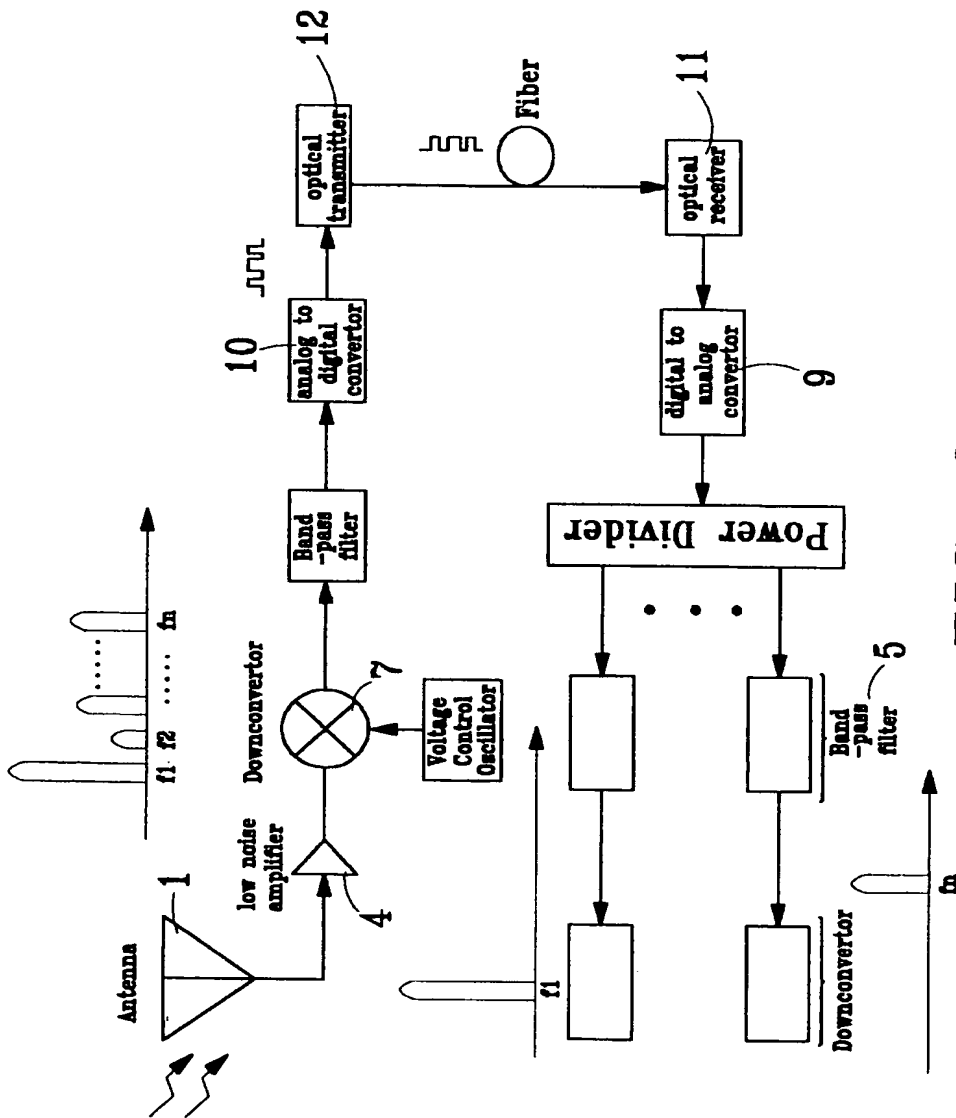 Antenna
1
low noise
amplifier
4
Downconvertor
7
Voltage
Control
Oscillator
f1
f2
......
......
fn
Band
-pass
filter
10
analog to
digital
convertor
optical
transmitter
12
Fiber
optical
receiver
11
digital to
analog
convertor
9
Power Divider
Band-pass
filter
5
Downconvertor
f1
fn